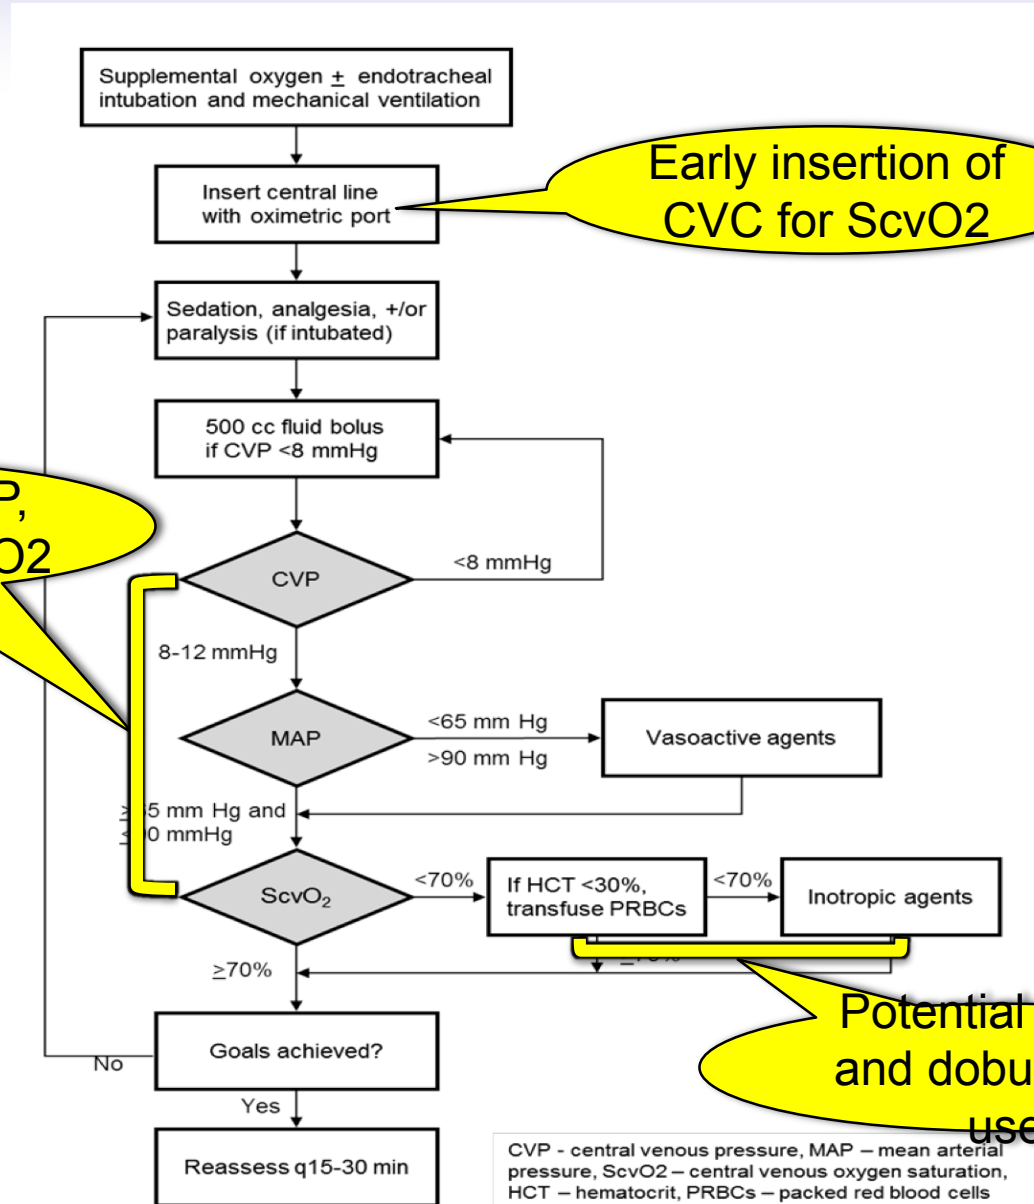 Supplemental oxygen ± endotracheal
intubation and mechanical ventilation
Insert central line
with oximetric port
Early insertion of
CVC for ScvO2
Sedation, analgesia, +/or
paralysis (if intubated)
500 cc fluid bolus
if CVP <8 mmHg
CVP
<8 mmHg
8-12 mmHg
MAP
<65 mm Hg
>90 mm Hg
Vasoactive agents
mm Hg and
mmHg
ScvO₂
<70%
If HCT <30%,
transfuse PRBCs
<70%
Inotropic agents
≥70%
Potential
and
Goals achieved?
No
Yes
Reassess q15-30 min
CVP - central venous pressure, MAP – mean arterial
pressure, ScvO2 – central venous oxygen saturation,
HCT – hematocrit, PRBCs – packed red blood cells